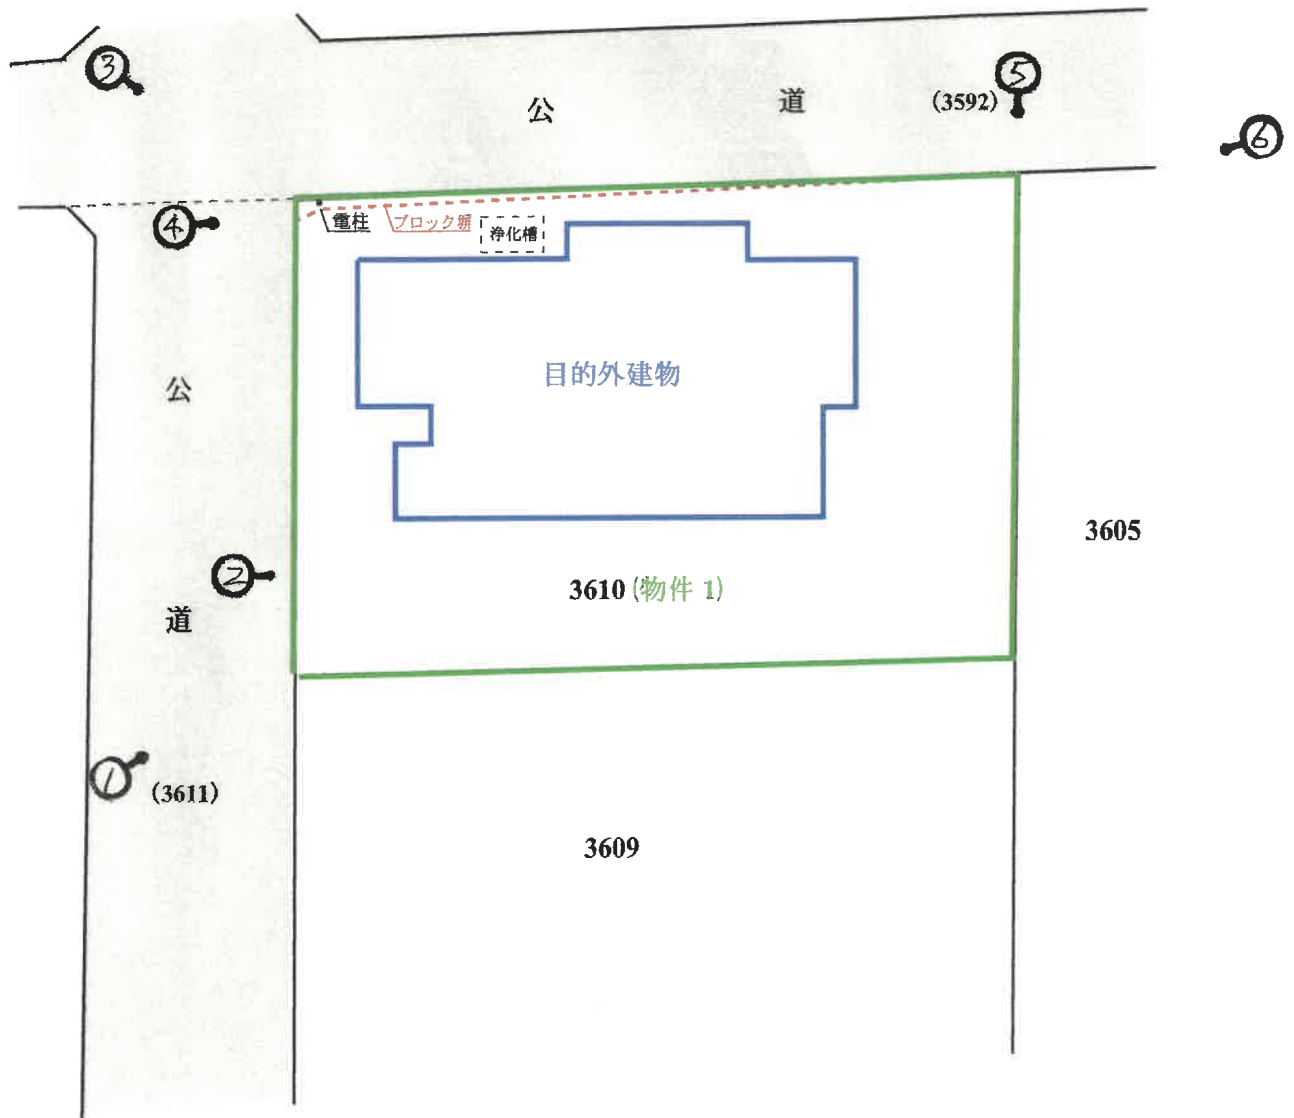 ③
⑤
公 道 (3592)
⑥
④
電柱
ブロック塀
浄化槽
目的外建物
公
道
3605
②
3610 (物件 1)
①
(3611)
3609